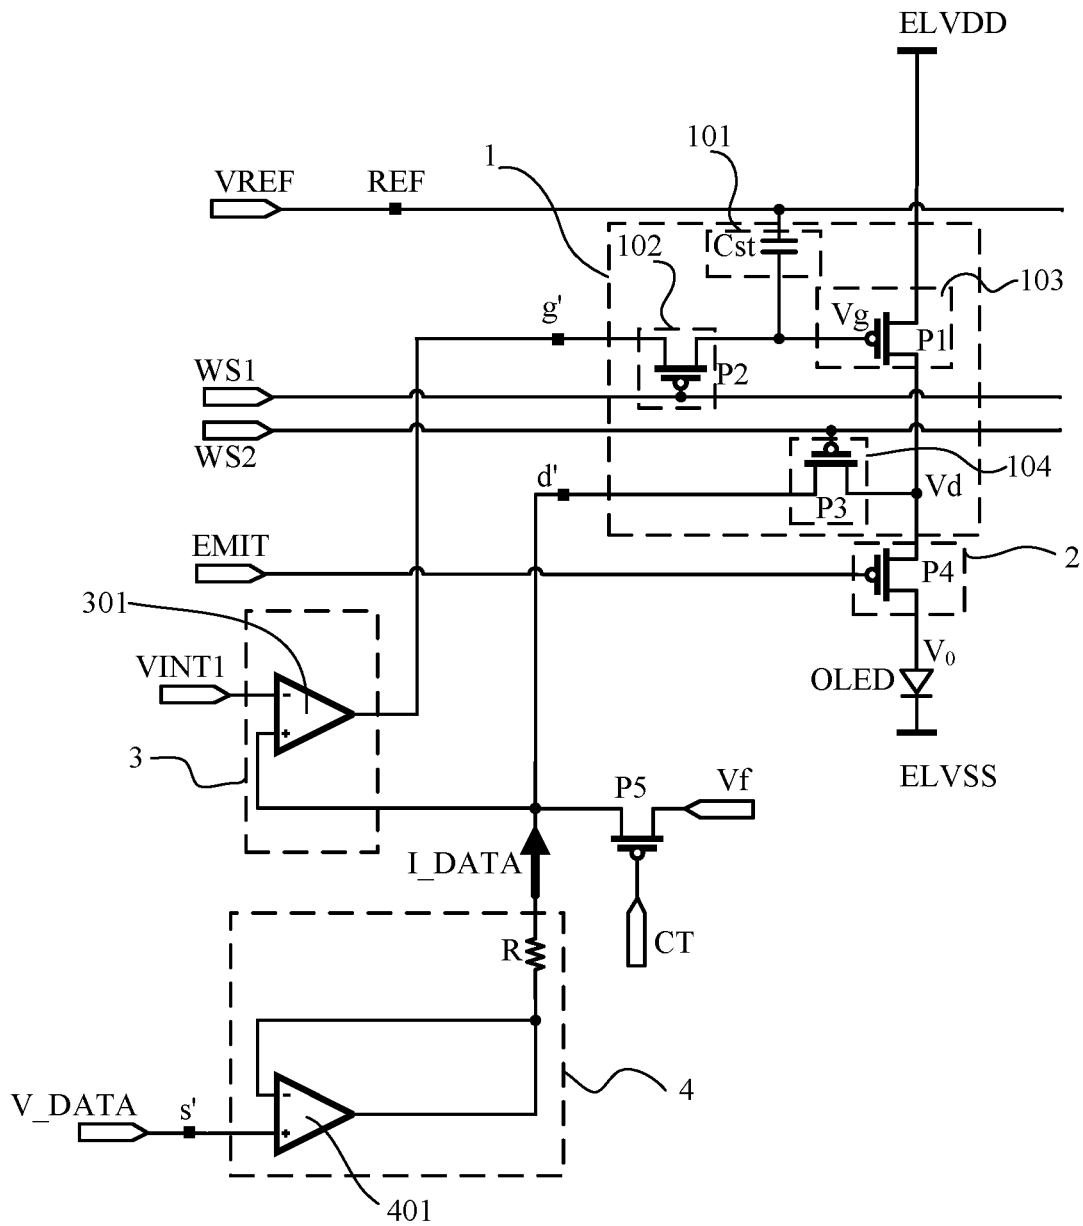 ELVDD
101
1
VREF
REF
102
Cst
103
g'
Vg
P1
WS1
P2
WS2
104
d'
P3
Vd
EMIT
2
P4
301
VINT1
V0
OLED
-
+
3
ELVSS
P5
Vf
I_DATA
R
CT
4
V_DATA
s'
-
+
401